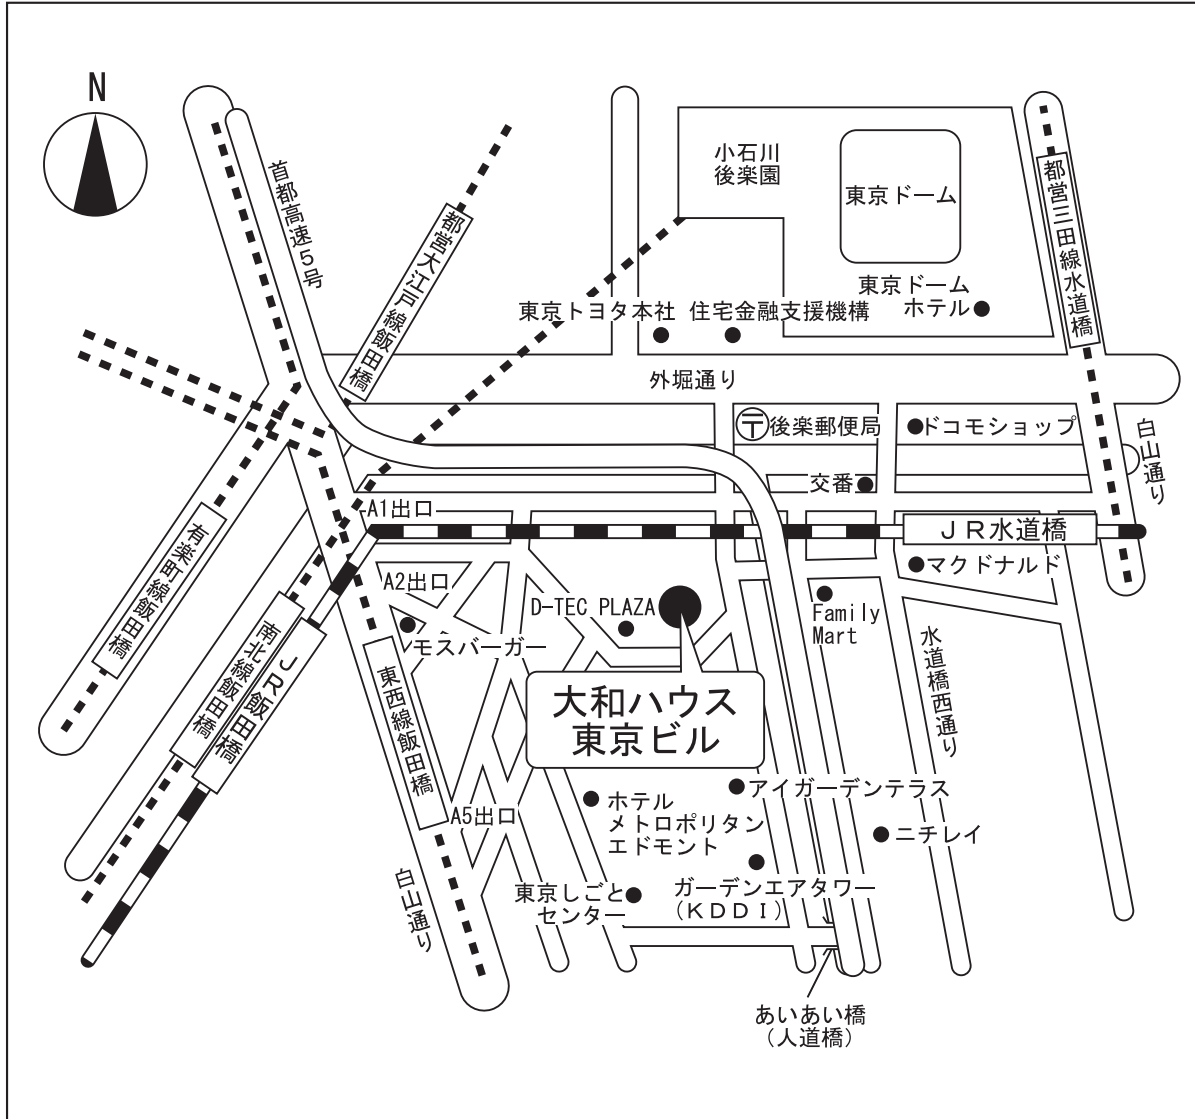 N
首都高速5号
都営大江戸線飯田橋
小石川
後楽園
東京ドーム
都営三田線水道橋
東京ドーム
ホテル
東京トヨタ本社
住宅金融支援機構
外堀通り
〒後楽郵便局
ドコモショップ
白山通り
交番
A1出口
JR水道橋
有楽町線飯田橋
マクドナルド
A2出口
D-TEC PLAZA
Family
Mart
モスバーガー
南北線飯田橋
JR飯田橋
東西線飯田橋
水道橋西通り
大和ハウス
東京ビル
アイガーデンテラス
ホテル
メトロポリタン
エドモント
A5出口
ニチレイ
白山通り
東京しごと
センター
ガーデンエアタワー
(KDDI)
あいあい橋
(人道橋)